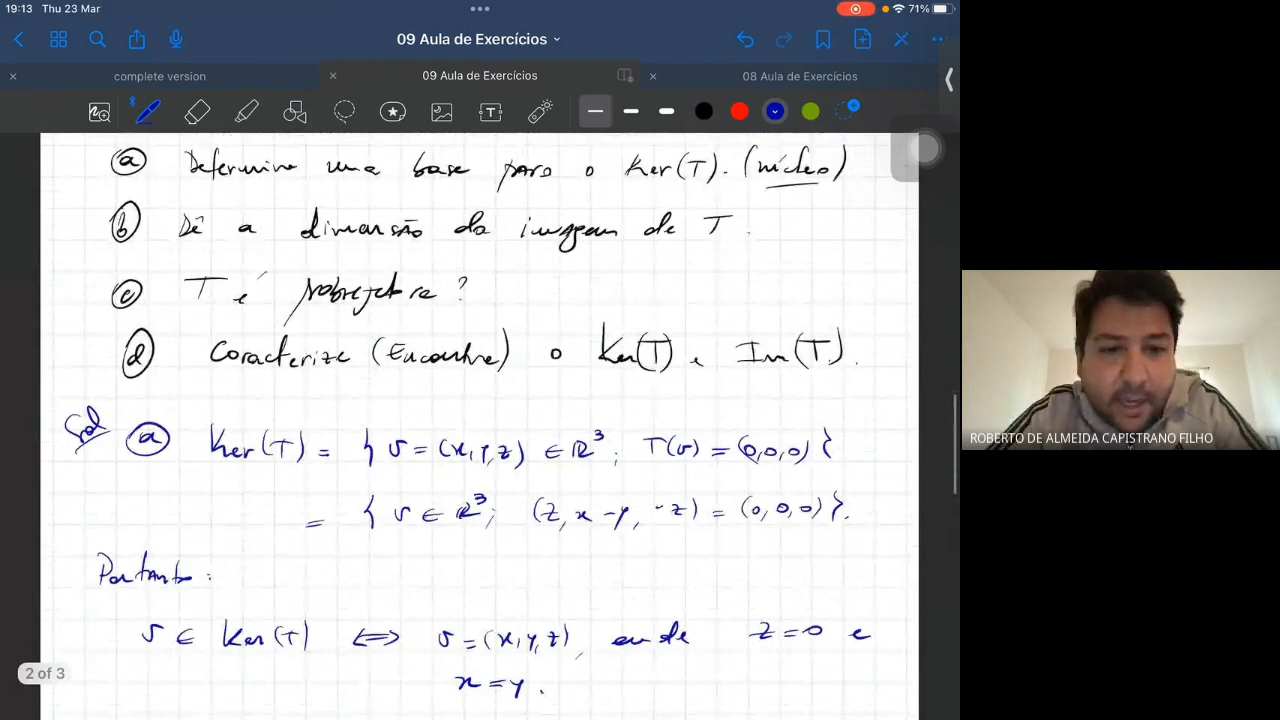 19:13 Thu 23 Mar
71%
09 Aula de Exercícios
complete version
09 Aula de Exercícios
08 Aula de Exercícios
ⓐ Determine uma base para o Ker(T). (núcleo)
ⓑ Dê a dimensão da imagem de T.
ⓒ T é sobrejetora?
ⓓ Caracterize (Encontre) o Ker(T) e Im(T).
Sol ⓐ Ker(T) = { v = (x, y, z) ∈ ℝ³; T(v) = (0,0,0) }
= { v ∈ ℝ³; (z, x - y, -z) = (0, 0, 0) }.
Portanto:
v ∈ Ker(T) ⟺ v = (x, y, z), onde z = 0 e
x = y.
2 of 3
ROBERTO DE ALMEIDA CAPISTRANO FILHO